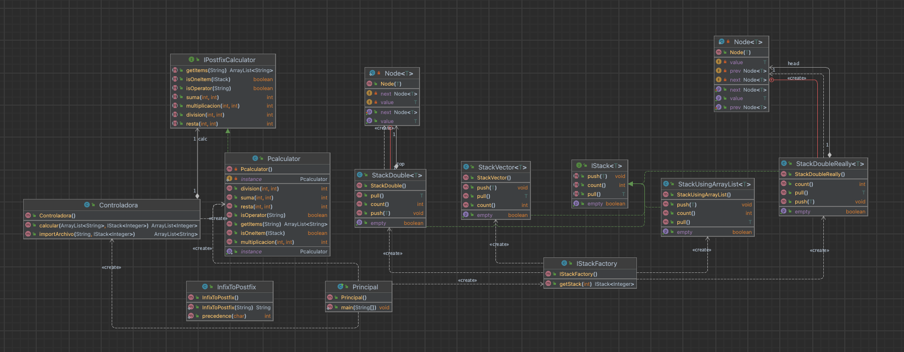 IPostfixCalculator
getItems(String) ArrayList<String>
isOneItem(IStack) boolean
isOperator(String) boolean
suma(int, int) int
multiplicacion(int, int) int
division(int, int) int
resta(int, int) int
Node<T>
Node(T)
next Node<T>
value T
next Node<T>
value T
Node<T>
Node(T)
value T
prev Node<T>
next Node<T>
next Node<T>
value T
prev Node<T>
head
1
«create»
«create»
1
1 calc
1
top
Pcalculator
Pcalculator()
instance Pcalculator
division(int, int) int
suma(int, int) int
resta(int, int) int
isOperator(String) boolean
getItems(String) ArrayList<String>
isOneItem(IStack) boolean
multiplicacion(int, int) int
instance Pcalculator
StackDouble<T>
StackDouble()
pull() T
count() int
push(T) void
empty boolean
StackVector<T>
StackVector()
push(T) void
pull() T
count() int
empty boolean
IStack<T>
push(T) void
count() int
pull() T
empty boolean
StackUsingArrayList<T>
StackUsingArrayList()
push(T) void
count() int
pull() T
empty boolean
StackDoubleReally<T>
StackDoubleReally()
count() int
pull() T
push(T) void
empty boolean
1
Controladora
Controladora()
calcular(ArrayList<String>, IStack<Integer>) ArrayList<Integer>
importArchivo(String, IStack<Integer>) ArrayList<String>
«create»
«create»
«create»
«create»
«create»
«create»
«create»
«create»
IStackFactory
IStackFactory()
getStack(int) IStack<Integer>
InfixToPostfix
InfixToPostfix()
InfixToPostfix(String) String
precedence(char) int
Principal
Principal()
main(String[]) void